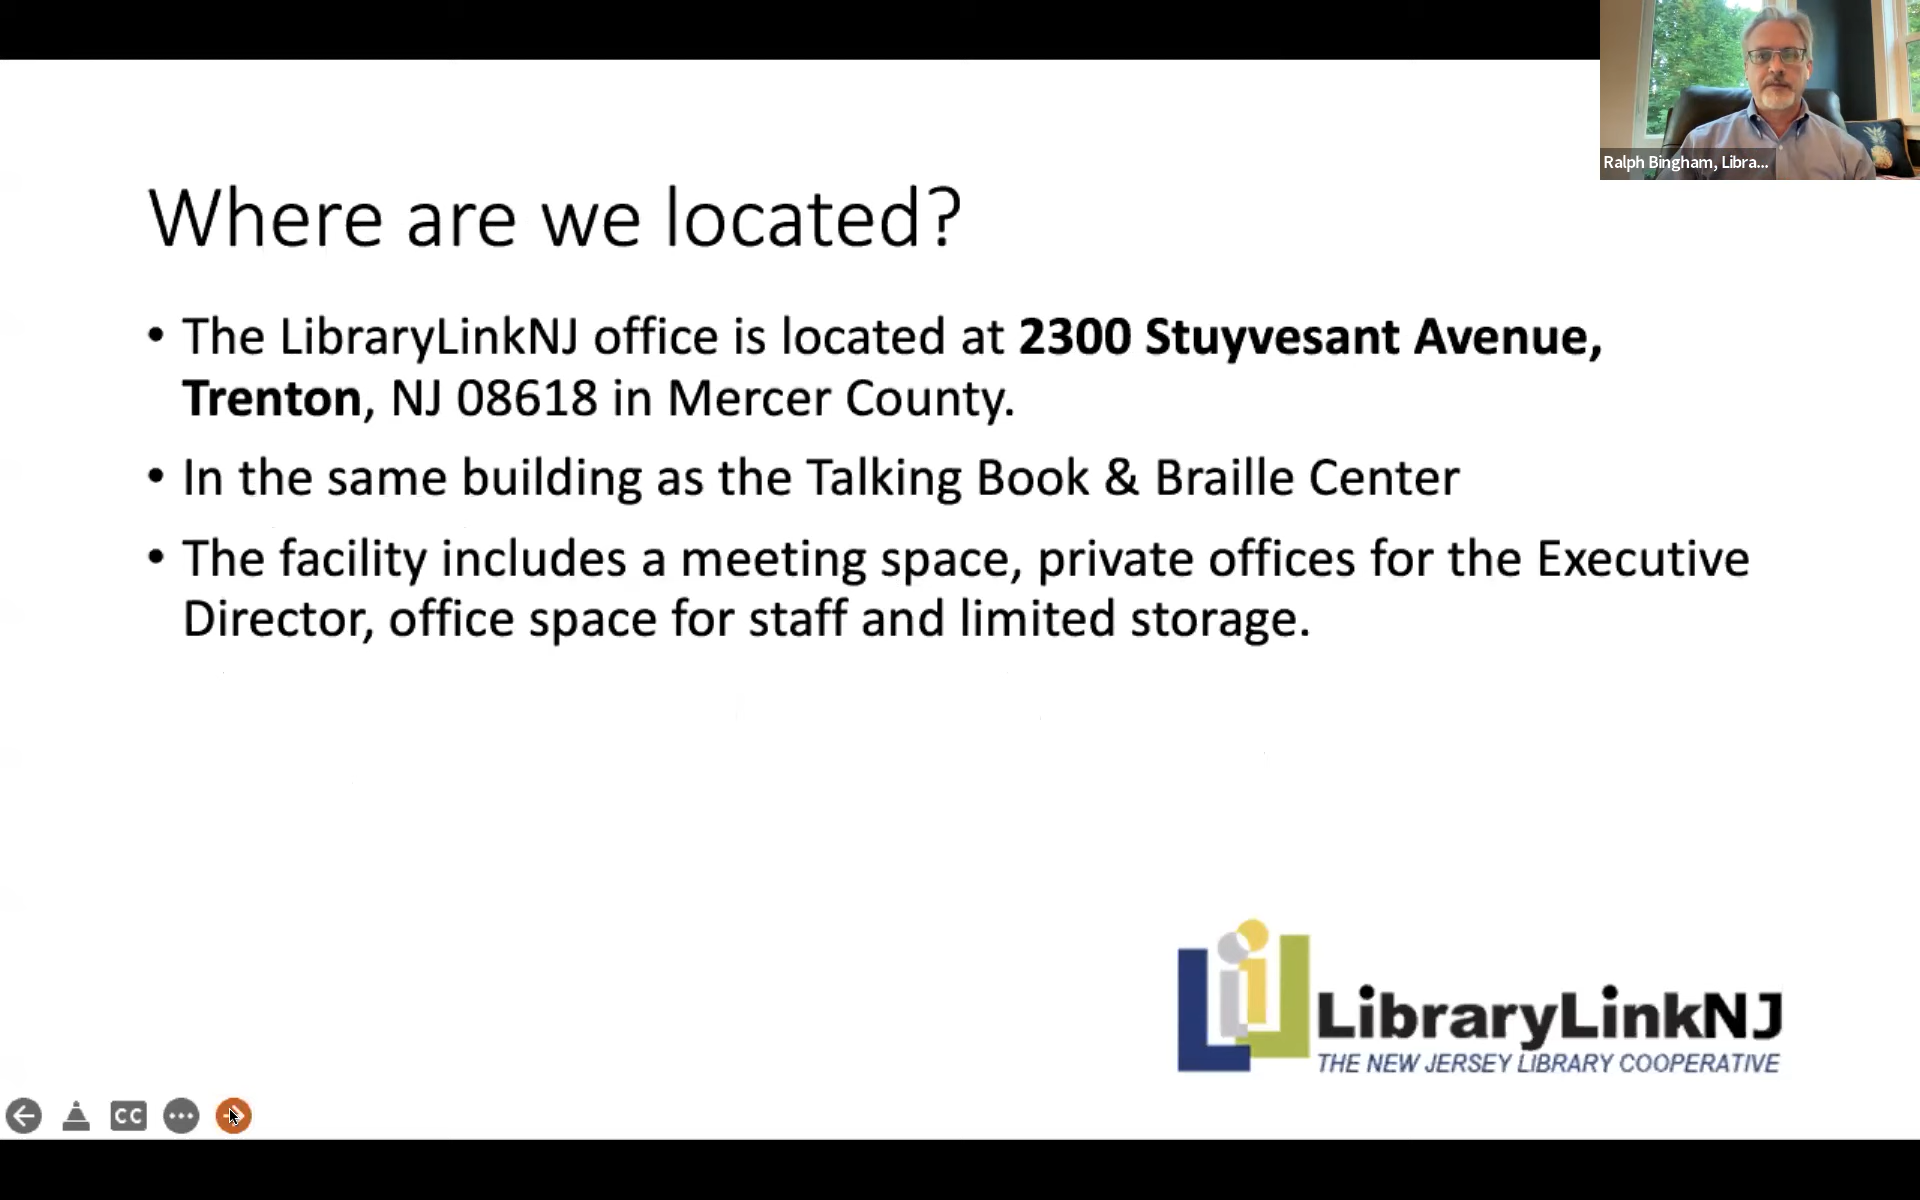 Ralph Bingham, Libra...
Where are we located?
• The LibraryLinkNJ office is located at 2300 Stuyvesant Avenue,
Trenton, NJ 08618 in Mercer County.
• In the same building as the Talking Book & Braille Center
• The facility includes a meeting space, private offices for the Executive
Director, office space for staff and limited storage.
LibraryLinkNJ
THE NEW JERSEY LIBRARY COOPERATIVE
CC